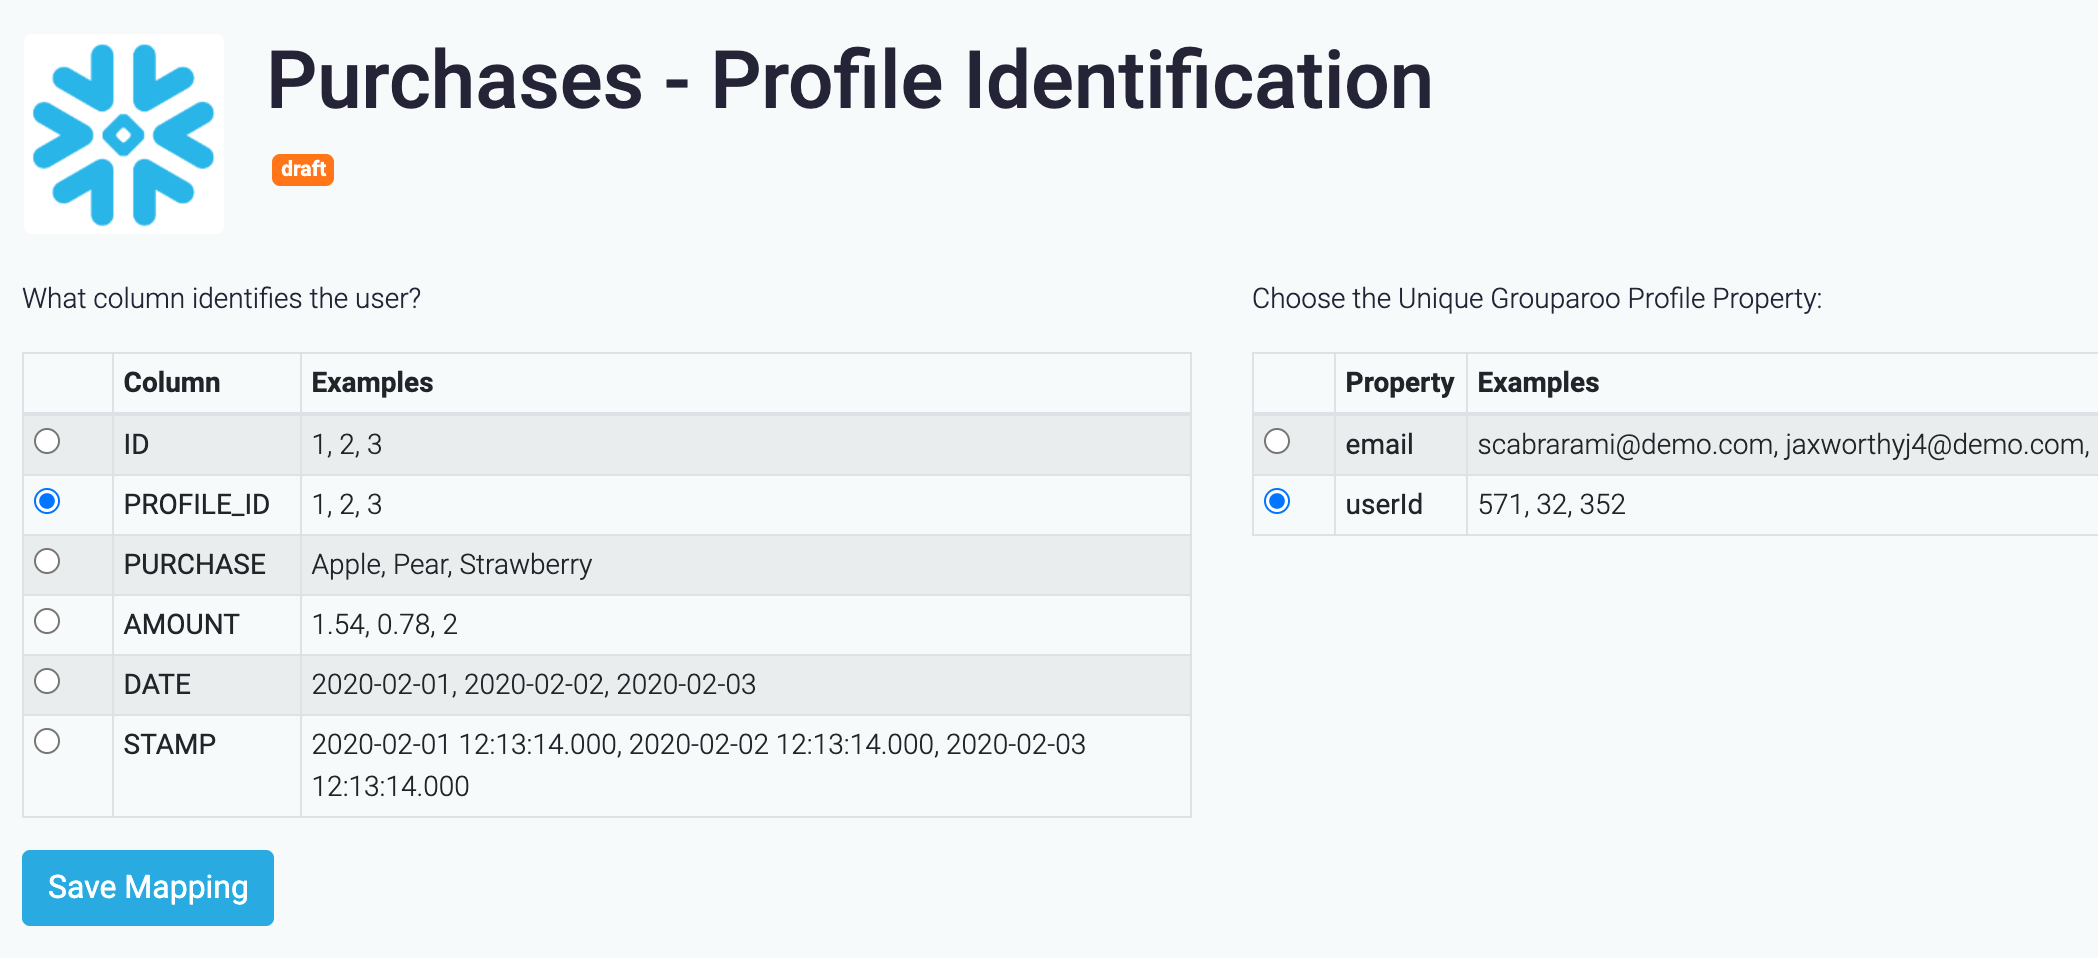 Purchases - Profile Identification
draft
What column identifies the user?
Column Examples
ID 1, 2, 3
PROFILE_ID 1, 2, 3
PURCHASE Apple, Pear, Strawberry
AMOUNT 1.54, 0.78, 2
DATE 2020-02-01, 2020-02-02, 2020-02-03
STAMP 2020-02-01 12:13:14.000, 2020-02-02 12:13:14.000, 2020-02-03
12:13:14.000
Save Mapping
Choose the Unique Grouparoo Profile Property:
Property Examples
email scabrarami@demo.com, jaxworthyj4@demo.com,
userId 571, 32, 352